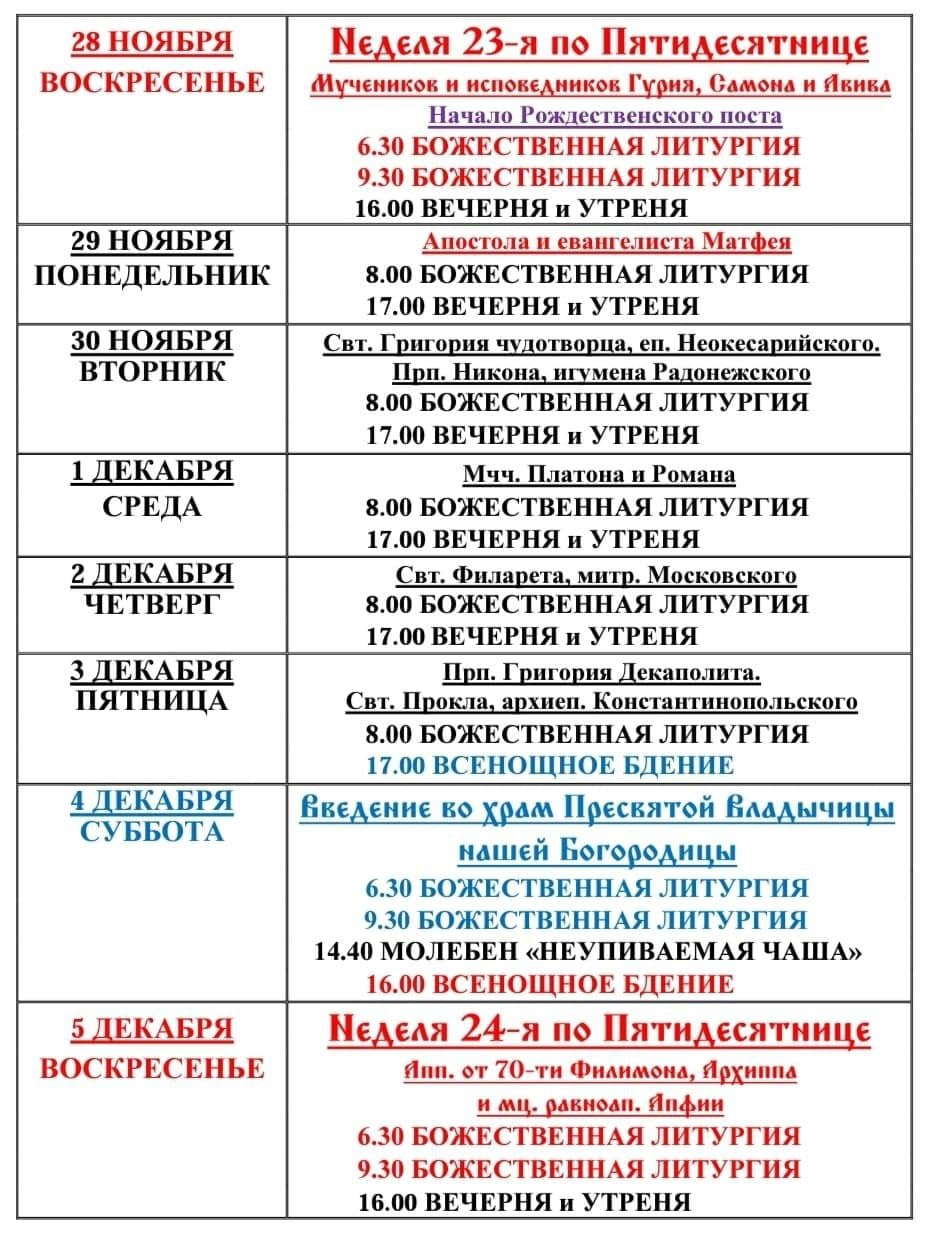 28 НОЯБРЯ
ВОСКРЕСЕНЬЕ
Неделя 23-я по Пятидесятнице
Мучеников и исповедников Гурия, Самона и Авива
Начало Рождественского поста
6.30 БОЖЕСТВЕННАЯ ЛИТУРГИЯ
9.30 БОЖЕСТВЕННАЯ ЛИТУРГИЯ
16.00 ВЕЧЕРНЯ и УТРЕНЯ
29 НОЯБРЯ
ПОНЕДЕЛЬНИК
Апостола и евангелиста Матфея
8.00 БОЖЕСТВЕННАЯ ЛИТУРГИЯ
17.00 ВЕЧЕРНЯ и УТРЕНЯ
30 НОЯБРЯ
ВТОРНИК
Свт. Григория чудотворца, еп. Неокесарийского.
Прп. Никона, игумена Радонежского
8.00 БОЖЕСТВЕННАЯ ЛИТУРГИЯ
17.00 ВЕЧЕРНЯ и УТРЕНЯ
1 ДЕКАБРЯ
СРЕДА
Мчч. Платона и Романа
8.00 БОЖЕСТВЕННАЯ ЛИТУРГИЯ
17.00 ВЕЧЕРНЯ и УТРЕНЯ
2 ДЕКАБРЯ
ЧЕТВЕРГ
Свт. Филарета, митр. Московского
8.00 БОЖЕСТВЕННАЯ ЛИТУРГИЯ
17.00 ВЕЧЕРНЯ и УТРЕНЯ
3 ДЕКАБРЯ
ПЯТНИЦА
Прп. Григория Декаполита.
Свт. Прокла, архиеп. Константинопольского
8.00 БОЖЕСТВЕННАЯ ЛИТУРГИЯ
17.00 ВСЕНОЩНОЕ БДЕНИЕ
4 ДЕКАБРЯ
СУББОТА
Введение во храм Пресвятой Владычицы
нашей Богородицы
6.30 БОЖЕСТВЕННАЯ ЛИТУРГИЯ
9.30 БОЖЕСТВЕННАЯ ЛИТУРГИЯ
14.40 МОЛЕБЕН «НЕУПИВАЕМАЯ ЧАША»
16.00 ВСЕНОЩНОЕ БДЕНИЕ
5 ДЕКАБРЯ
ВОСКРЕСЕНЬЕ
Неделя 24-я по Пятидесятнице
Апп. от 70-ти Филимона, Архиппа
и мц. равноап. Апфии
6.30 БОЖЕСТВЕННАЯ ЛИТУРГИЯ
9.30 БОЖЕСТВЕННАЯ ЛИТУРГИЯ
16.00 ВЕЧЕРНЯ и УТРЕНЯ